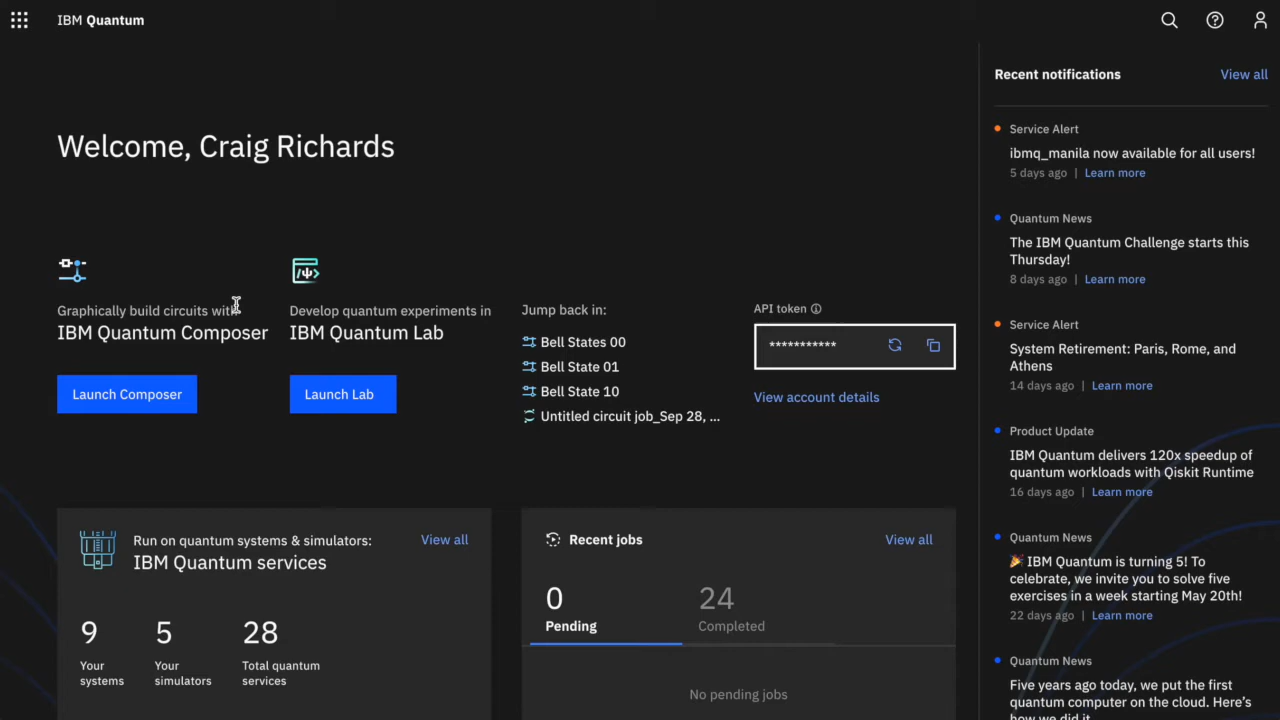 IBM Quantum
Welcome, Craig Richards
Graphically build circuits with
IBM Quantum Composer
Launch Composer
Develop quantum experiments in
IBM Quantum Lab
Launch Lab
Jump back in:
Bell States 00
Bell State 01
Bell State 10
Untitled circuit job_Sep 28, ...
API token
***********
View account details
Run on quantum systems & simulators:
IBM Quantum services
View all
9
Your
systems
5
Your
simulators
28
Total quantum
services
Recent jobs
View all
0
Pending
24
Completed
No pending jobs
Recent notifications
View all
Service Alert
ibmq_manila now available for all users!
5 days ago | Learn more
Quantum News
The IBM Quantum Challenge starts this
Thursday!
8 days ago | Learn more
Service Alert
System Retirement: Paris, Rome, and
Athens
14 days ago | Learn more
Product Update
IBM Quantum delivers 120x speedup of
quantum workloads with Qiskit Runtime
16 days ago | Learn more
Quantum News
🎉 IBM Quantum is turning 5! To
celebrate, we invite you to solve five
exercises in a week starting May 20th!
22 days ago | Learn more
Quantum News
Five years ago today, we put the first
quantum computer on the cloud. Here's
how we did it